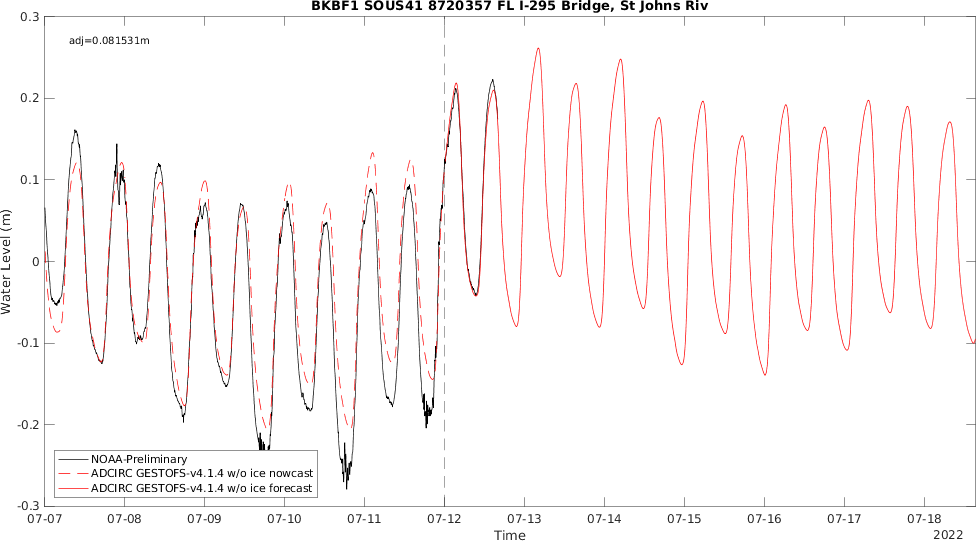 BKBF1 SOUS41 8720357 FL I-295 Bridge, St Johns Riv
adj=0.081531m
0.3
0.2
0.1
0
-0.1
-0.2
-0.3
Water Level (m)
NOAA-Preliminary
ADCIRC GESTOFS-v4.1.4 w/o ice nowcast
ADCIRC GESTOFS-v4.1.4 w/o ice forecast
07-07 07-08 07-09 07-10 07-11 07-12 07-13 07-14 07-15 07-16 07-17 07-18
Time
2022